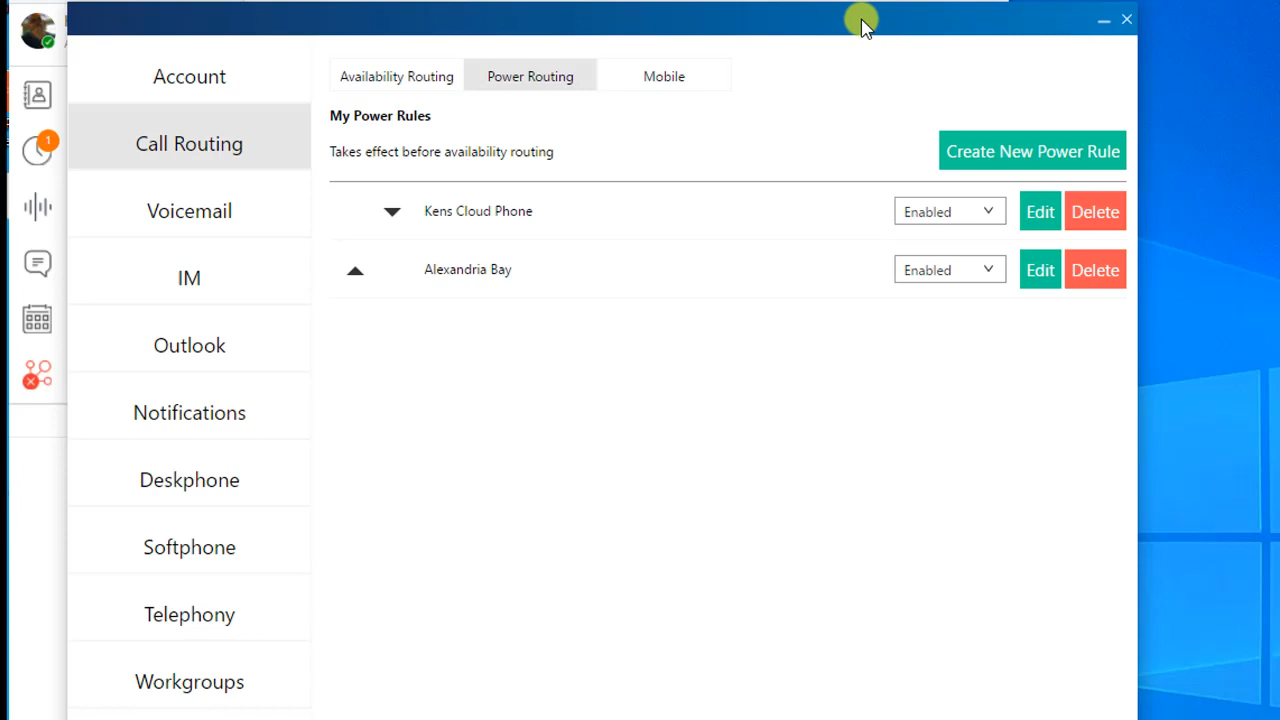 1
Account
Call Routing
Voicemail
IM
Outlook
Notifications
Deskphone
Softphone
Telephony
Workgroups
Availability Routing
Power Routing
Mobile
My Power Rules
Takes effect before availability routing
Create New Power Rule
Kens Cloud Phone
Enabled
Edit
Delete
Alexandria Bay
Enabled
Edit
Delete